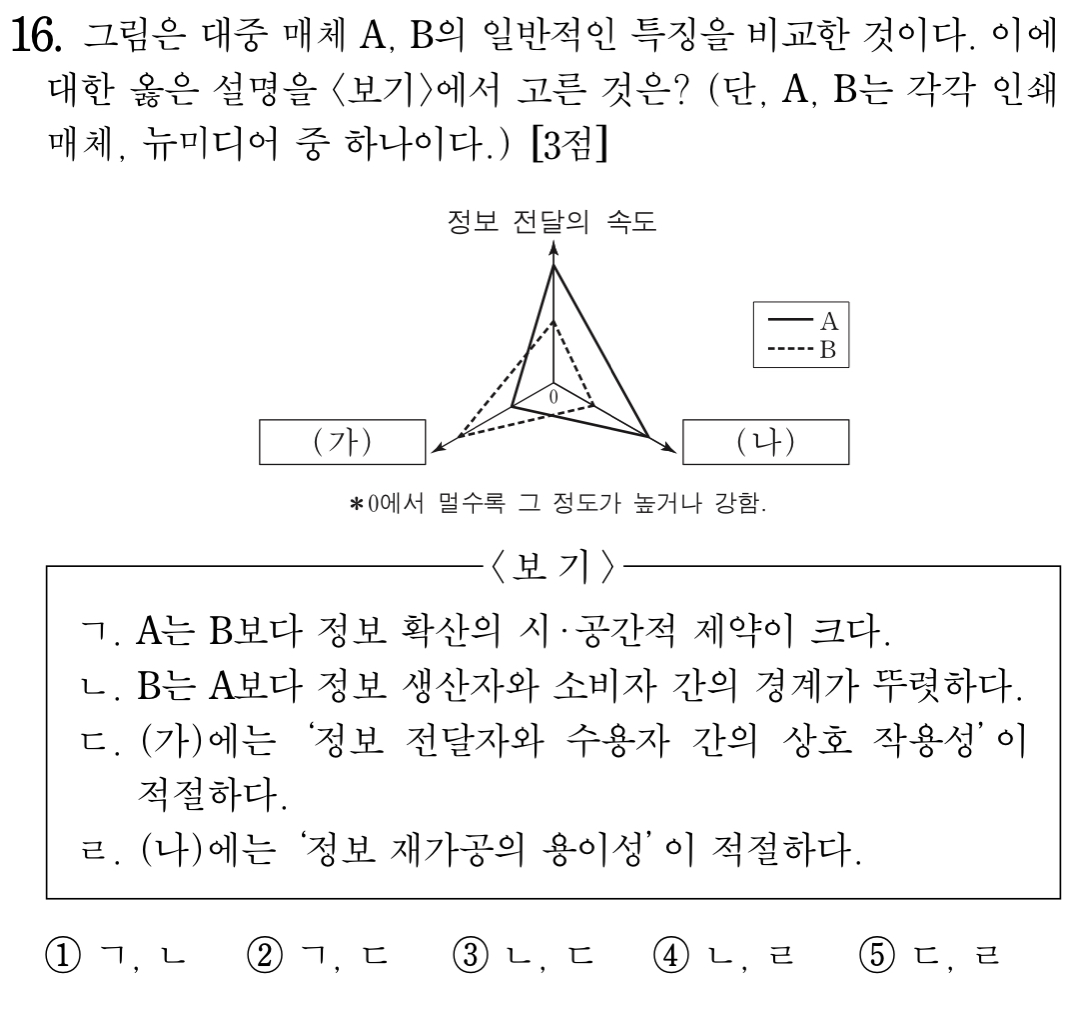 16. 그림은 대중 매체 A, B의 일반적인 특징을 비교한 것이다. 이에
대한 옳은 설명을 〈보기〉에서 고른 것은? (단, A, B는 각각 인쇄
매체, 뉴미디어 중 하나이다.) [3점]
정보 전달의 속도
A
B
0
(가)
(나)
*0에서 멀수록 그 정도가 높거나 강함.
〈보 기〉
ㄱ. A는 B보다 정보 확산의 시·공간적 제약이 크다.
ㄴ. B는 A보다 정보 생산자와 소비자 간의 경계가 뚜렷하다.
ㄷ. (가)에는 ‘정보 전달자와 수용자 간의 상호 작용성’이
적절하다.
ㄹ. (나)에는 ‘정보 재가공의 용이성’이 적절하다.
① ㄱ, ㄴ ② ㄱ, ㄷ ③ ㄴ, ㄷ ④ ㄴ, ㄹ ⑤ ㄷ, ㄹ